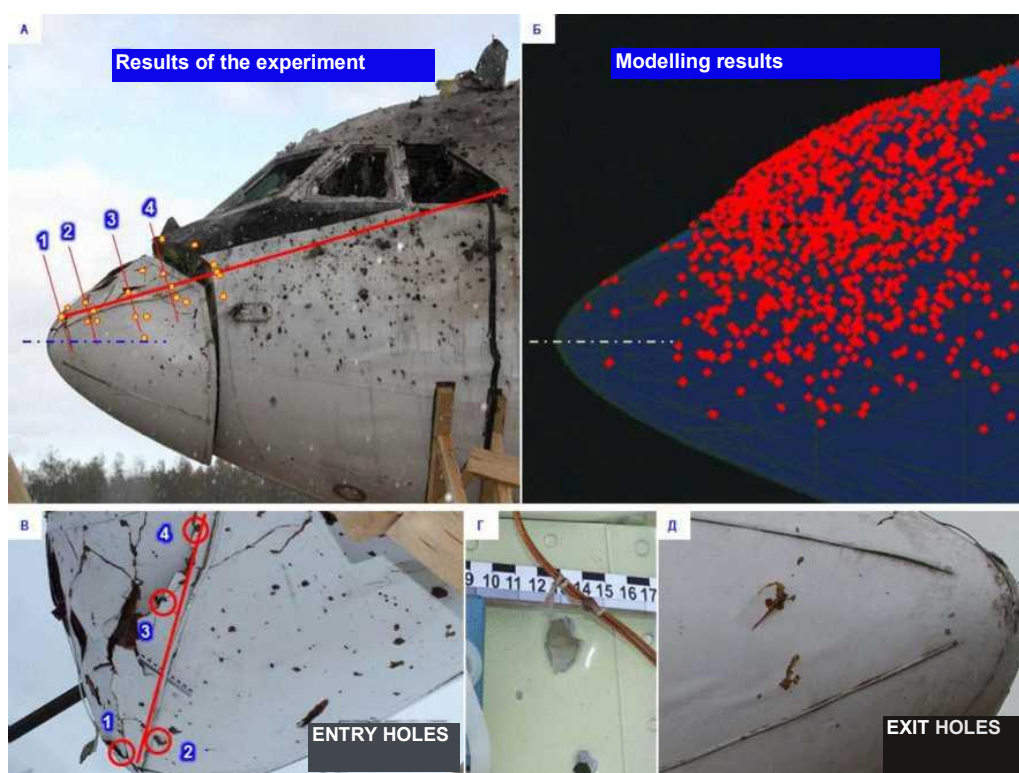 А
Results of the experiment
1
2
3
4
Б
Modelling results
В
4
3
1
2
ENTRY HOLES
Г
9 10 11 12 13 14 15 16 17
Д
EXIT HOLES